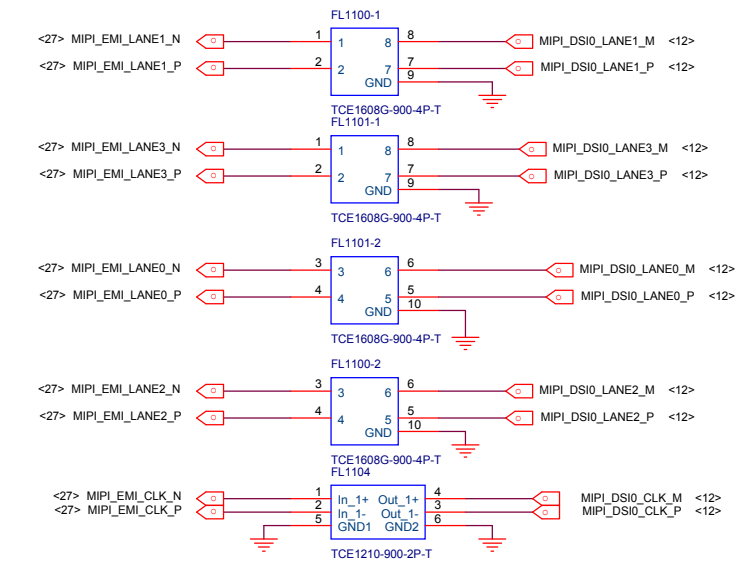 FL1100-1
<27> MIPI_EMI_LANE1_N 1 1 8 8 MIPI_DSI0_LANE1_M <12>
<27> MIPI_EMI_LANE1_P 2 2 7 7 MIPI_DSI0_LANE1_P <12>
GND 9
TCE1608G-900-4P-T
FL1101-1
<27> MIPI_EMI_LANE3_N 1 1 8 8 MIPI_DSI0_LANE3_M <12>
<27> MIPI_EMI_LANE3_P 2 2 7 7 MIPI_DSI0_LANE3_P <12>
GND 9
TCE1608G-900-4P-T
FL1101-2
<27> MIPI_EMI_LANE0_N 3 3 6 6 MIPI_DSI0_LANE0_M <12>
<27> MIPI_EMI_LANE0_P 4 4 5 5 MIPI_DSI0_LANE0_P <12>
GND 10
TCE1608G-900-4P-T
FL1100-2
<27> MIPI_EMI_LANE2_N 3 3 6 6 MIPI_DSI0_LANE2_M <12>
<27> MIPI_EMI_LANE2_P 4 4 5 5 MIPI_DSI0_LANE2_P <12>
GND 10
TCE1608G-900-4P-T
FL1104
<27> MIPI_EMI_CLK_N 1 In_1+ Out_1+ 4 MIPI_DSI0_CLK_M <12>
<27> MIPI_EMI_CLK_P 2 In_1- Out_1- 3 MIPI_DSI0_CLK_P <12>
5 GND1 GND2 6
TCE1210-900-2P-T